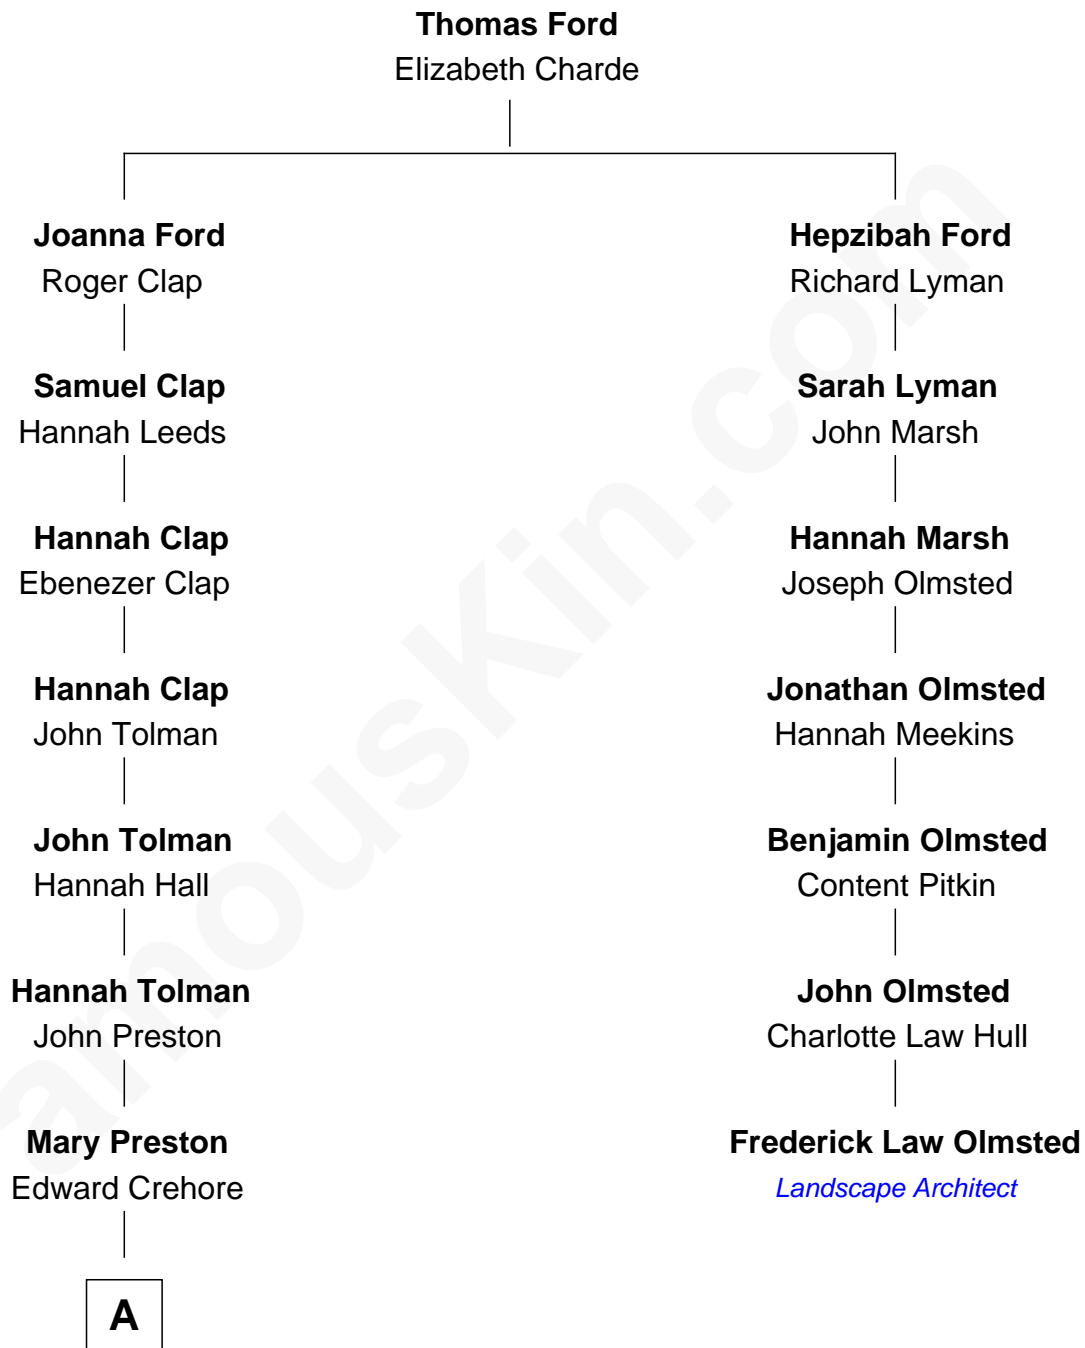 Thomas Ford
Elizabeth Charde
Joanna Ford
Roger Clap
Hepzibah Ford
Richard Lyman
Samuel Clap
Hannah Leeds
Sarah Lyman
John Marsh
Hannah Clap
Ebenezer Clap
Hannah Marsh
Joseph Olmsted
Hannah Clap
John Tolman
Jonathan Olmsted
Hannah Meekins
John Tolman
Hannah Hall
Benjamin Olmsted
Content Pitkin
Hannah Tolman
John Preston
John Olmsted
Charlotte Law Hull
Mary Preston
Edward Crehore
Frederick Law Olmsted
Landscape Architect
A
amousKin.com